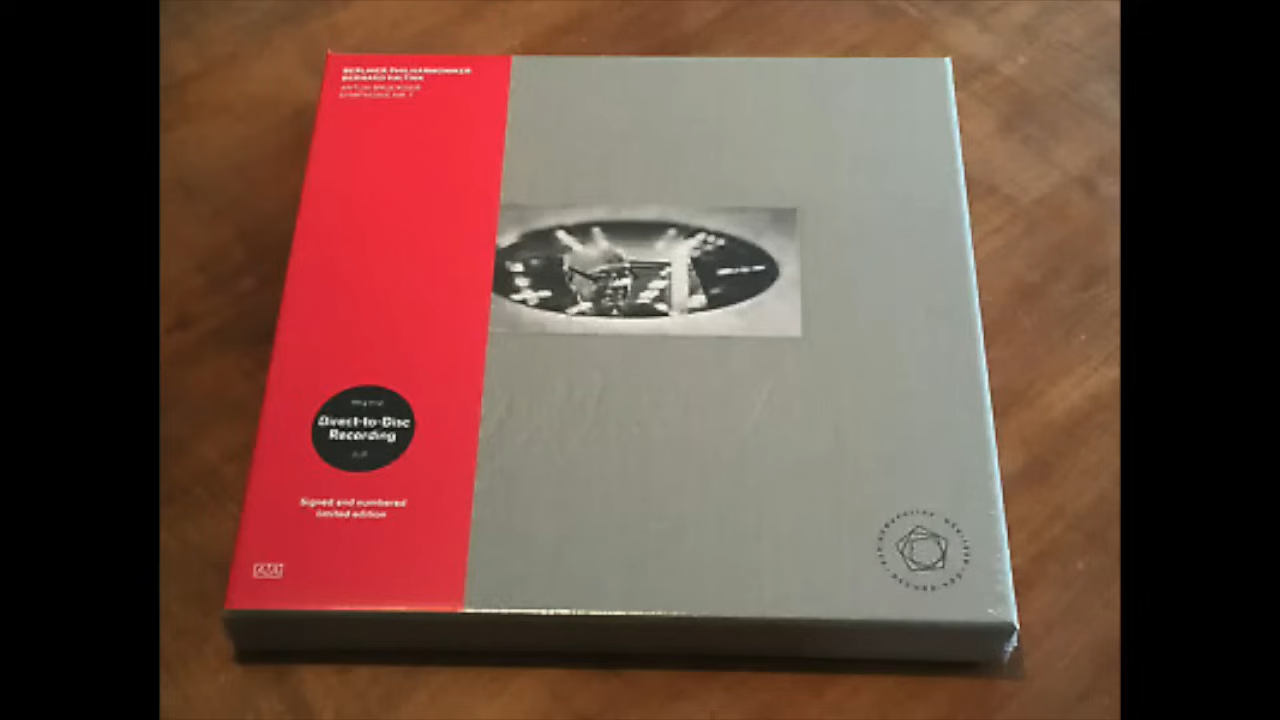 BERLINER PHILHARMONIKER
BERNARD HAITINK
ANTON BRUCKNER
SYMPHONIE NR. 7
Direct-to-Disc
Recording
Signed and numbered
limited edition